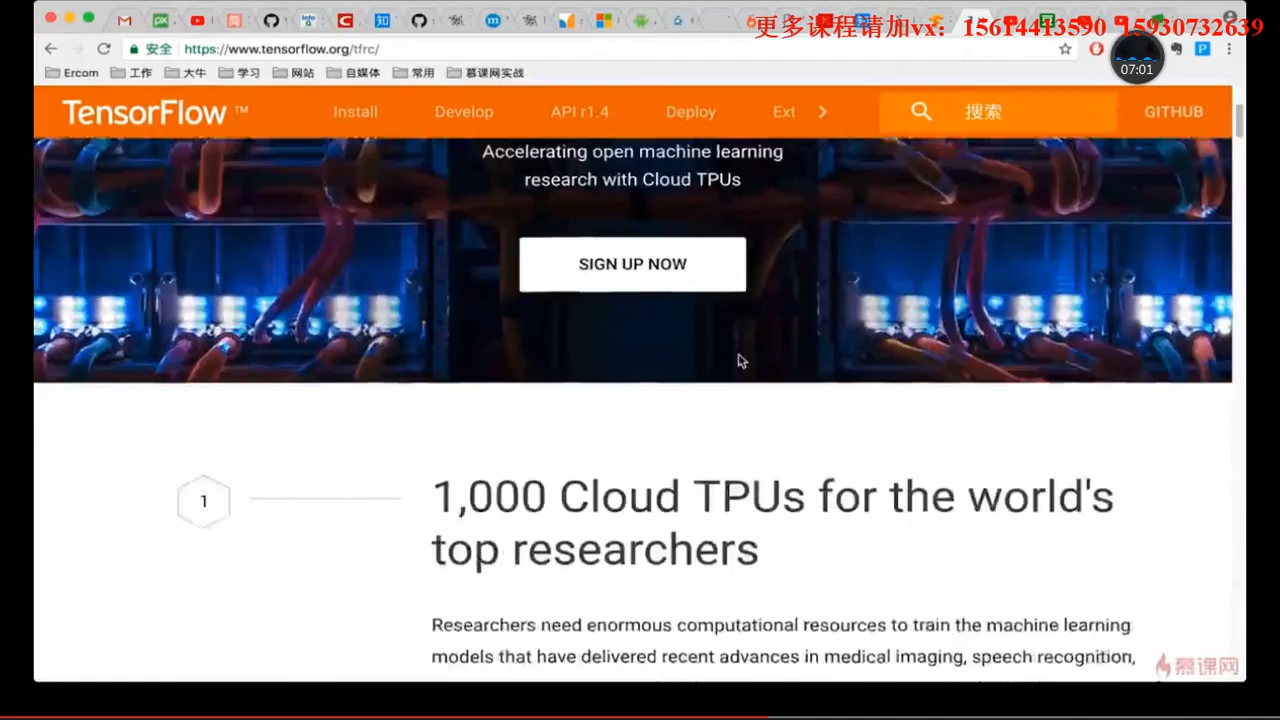 更多课程请加vx: 15614413590 15930732639
安全 https://www.tensorflow.org/tfrc/
07:01
Ercom 工作 大牛 学习 网站 自媒体 常用 慕课网实战
TensorFlow ™ Install Develop API r1.4 Deploy Ext 搜索 GITHUB
Accelerating open machine learning
research with Cloud TPUs
SIGN UP NOW
1
1,000 Cloud TPUs for the world's
top researchers
Researchers need enormous computational resources to train the machine learning
models that have delivered recent advances in medical imaging, speech recognition,
慕课网